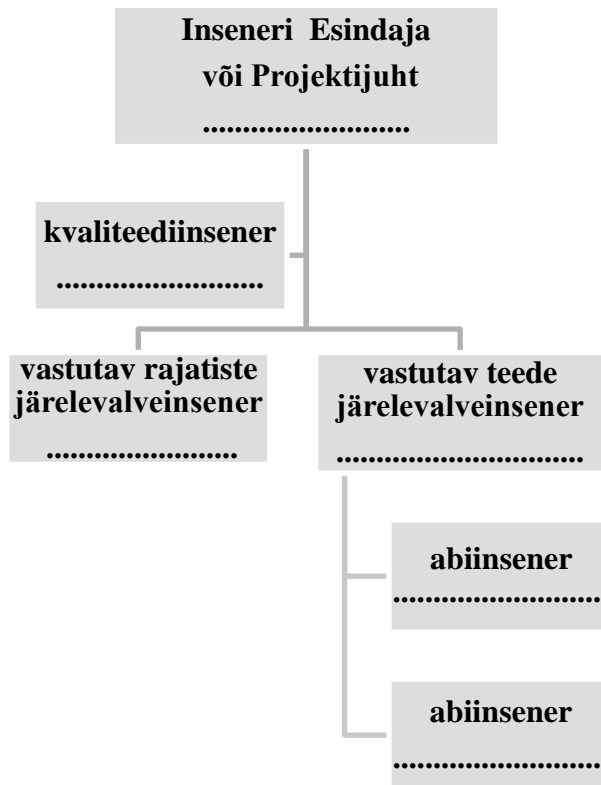 Inseneri Esindaja
või Projektijuht
..........................
kvaliteediinsener
..........................
vastutav rajatiste
järelevalveinsener
........................
vastutav teede
järelevalveinsener
...............................
abiinsener
..........................
abiinsener
..........................